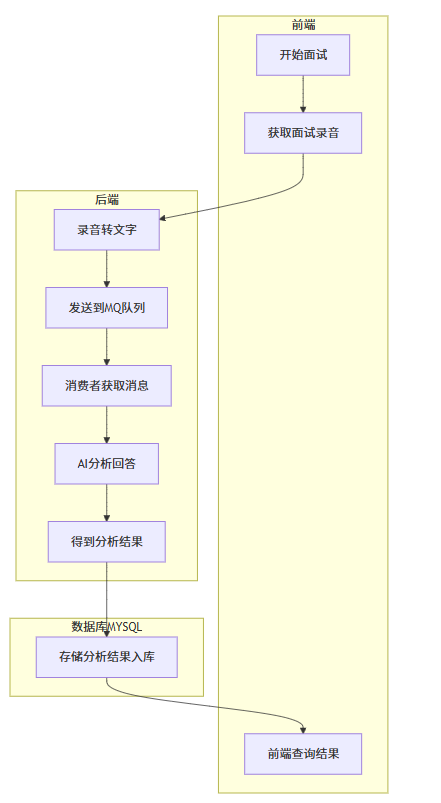 前端
开始面试
获取面试录音
后端
录音转文字
发送到MQ队列
消费者获取消息
AI分析回答
得到分析结果
数据库MYSQL
存储分析结果入库
前端查询结果